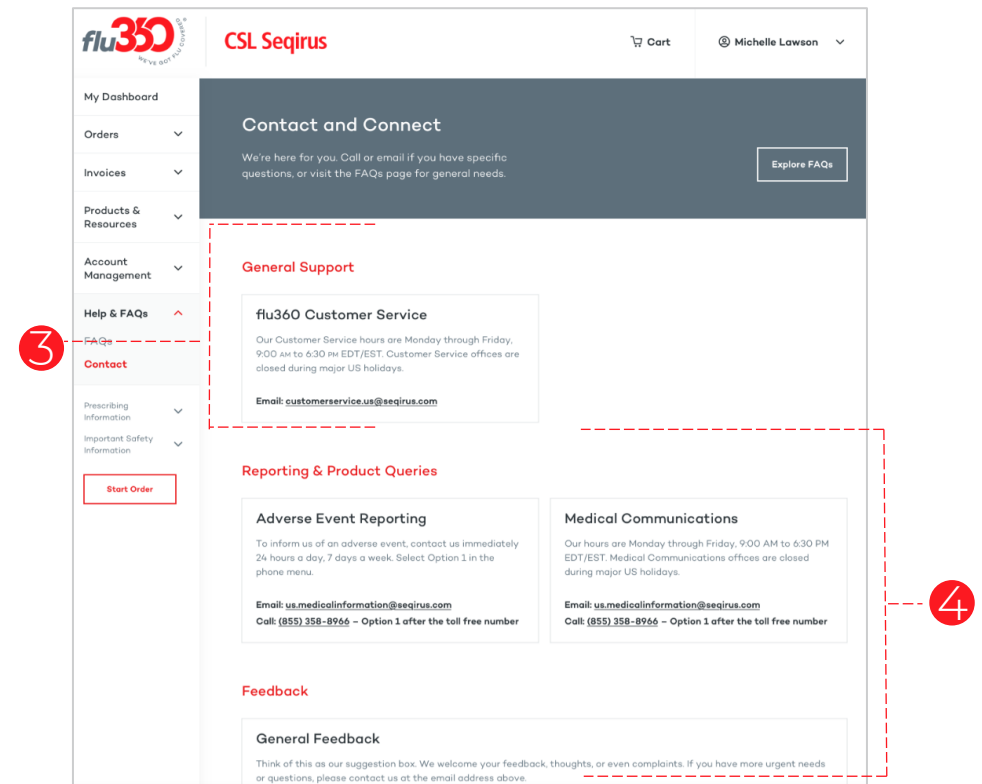 flu360
WE'VE GOT FLU COVERED
CSL Seqirus
Cart
Michelle Lawson
My Dashboard
Orders
Invoices
Products &
Resources
Account
Management
Help & FAQs
FAQs
Contact
Prescribing
Information
Important Safety
Information
Start Order
Contact and Connect
We're here for you. Call or email if you have specific
questions, or visit the FAQs page for general needs.
Explore FAQs
3
General Support
flu360 Customer Service
Our Customer Service hours are Monday through Friday,
9:00 AM to 6:30 PM EDT/EST. Customer Service offices are
closed during major US holidays.
Email: customerservice.us@seqirus.com
Reporting & Product Queries
Adverse Event Reporting
To inform us of an adverse event, contact us immediately
24 hours a day, 7 days a week. Select Option 1 in the
phone menu.
Email: us.medicalinformation@seqirus.com
Call: (855) 358-8966 – Option 1 after the toll free number
Medical Communications
Our hours are Monday through Friday, 9:00 AM to 6:30 PM
EDT/EST. Medical Communications offices are closed
during major US holidays.
Email: us.medicalinformation@seqirus.com
Call: (855) 358-8966 – Option 1 after the toll free number
4
Feedback
General Feedback
Think of this as our suggestion box. We welcome your feedback, thoughts, or even complaints. If you have more urgent needs
or questions, please contact us at the email address above.